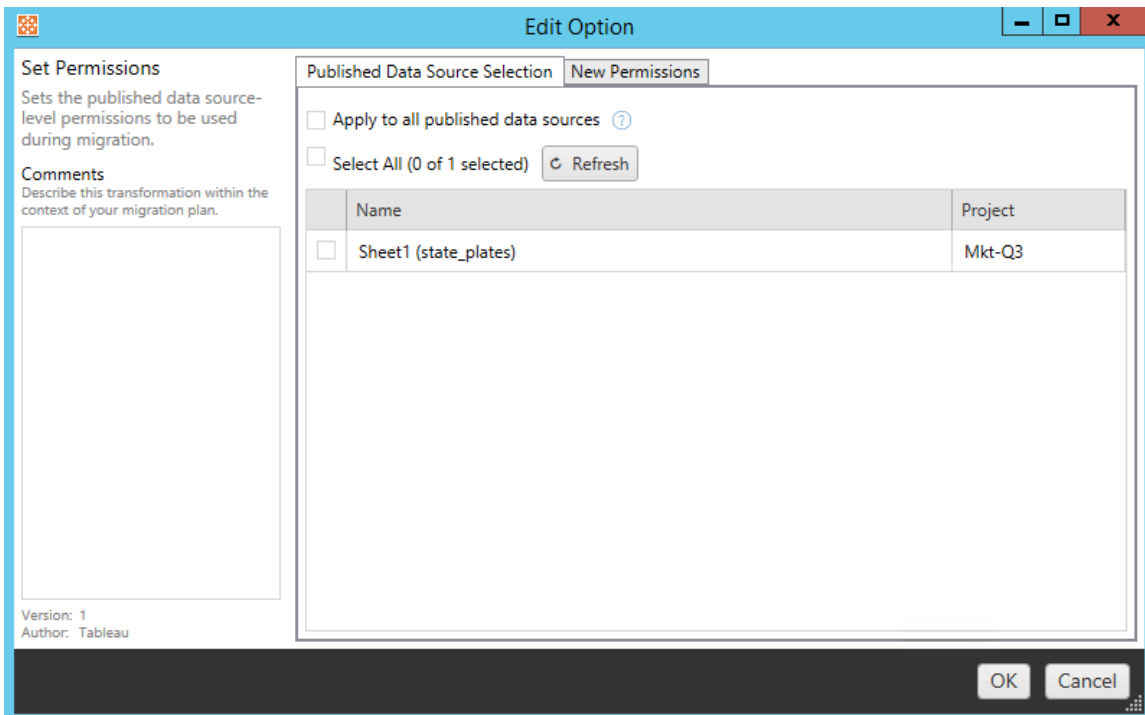 Edit Option
Set Permissions
Sets the published data source-
level permissions to be used
during migration.
Comments
Describe this transformation within the
context of your migration plan.
Version: 1
Author: Tableau
Published Data Source Selection
New Permissions
Apply to all published data sources ?
Select All (0 of 1 selected)
Refresh
Name
Project
Sheet1 (state_plates)
Mkt-Q3
OK
Cancel